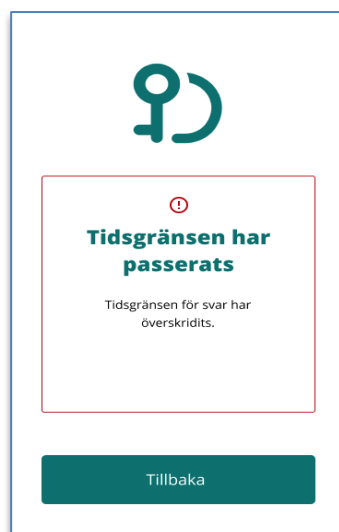 Tidsgränsen har
passerats
Tidsgränsen för svar har
överskridits.
Tillbaka